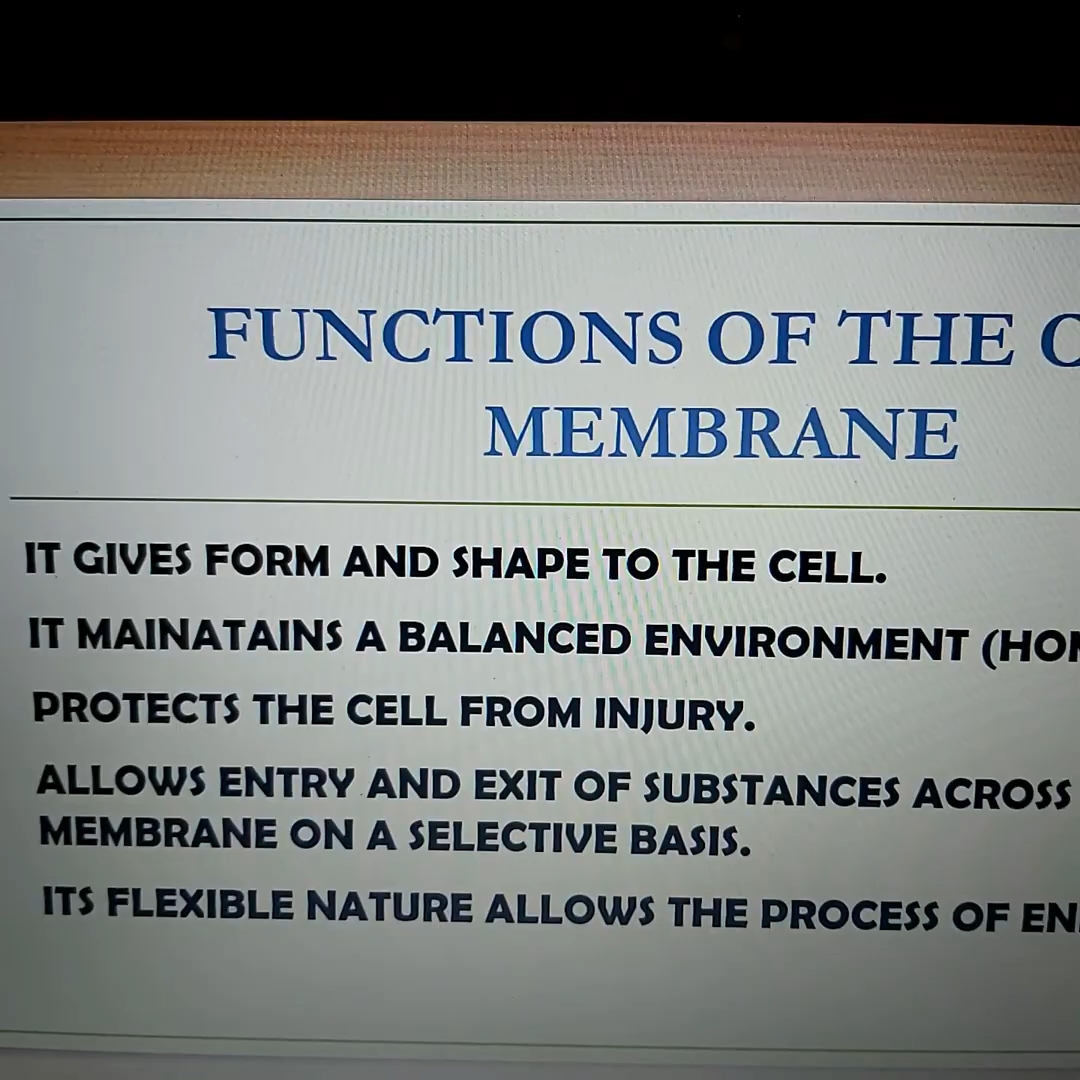 FUNCTIONS OF THE
MEMBRANE
IT GIVES FORM AND SHAPE TO THE CELL.
IT MAINATAINS A BALANCED ENVIRONMENT
PROTECTS THE CELL FROM INJURY.
ALLOWS ENTRY AND EXIT OF SUBSTANCES ACROSS
MEMBRANE ON A SELECTIVE BASIS.
ITS FLEXIBLE NATURE ALLOWS THE PROCESS OF